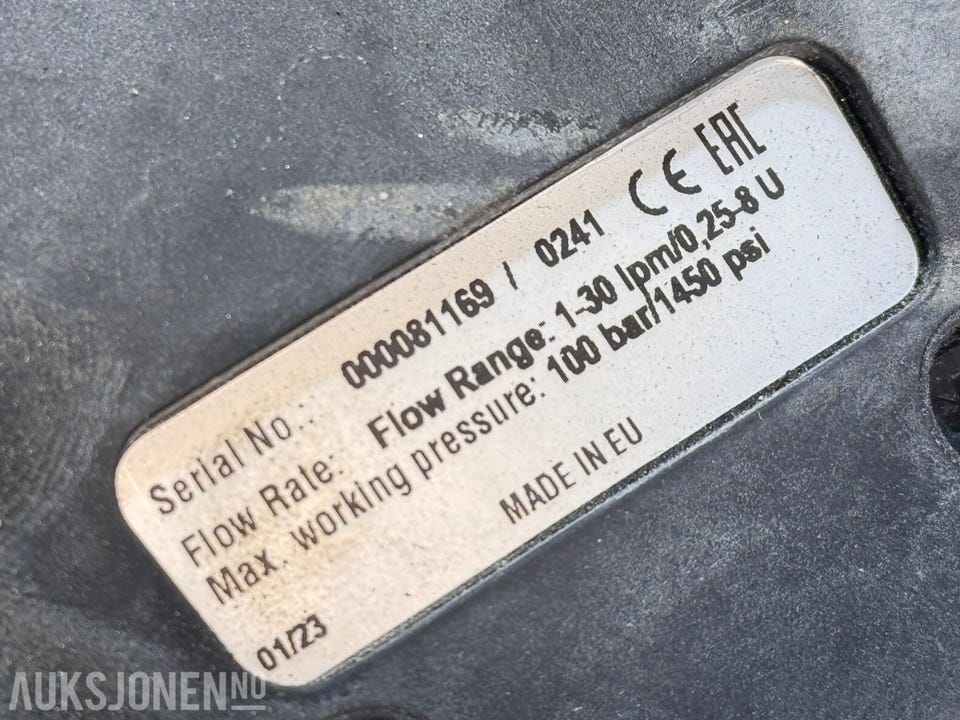 Serial No.: 000081169 / 0241 CE EAC
Flow Rate: Flow Range: 1-30 lpm/0,25-8 U
Max. working pressure: 100 bar/1450 psi
MADE IN EU
01/23
AUKSJONEN NO